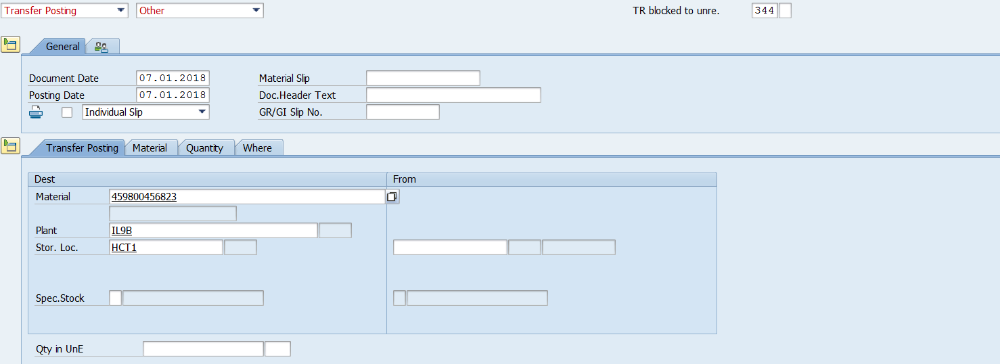 Transfer Posting Other TR blocked to unre. 344
General
Document Date 07.01.2018 Material Slip
Posting Date 07.01.2018 Doc.Header Text
Individual Slip GR/GI Slip No.
Transfer Posting Material Quantity Where
Dest From
Material 459800456823
Plant IL9B
Stor. Loc. HCT1
Spec.Stock
Qty in UnE